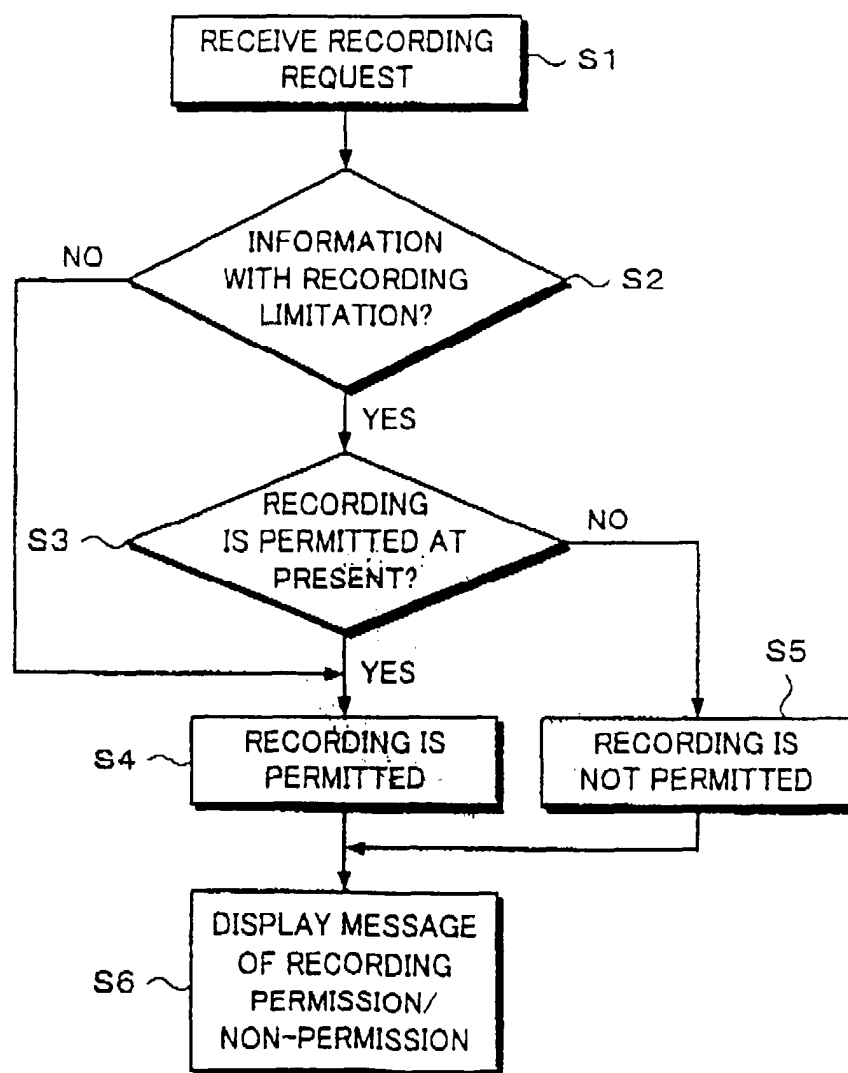 RECEIVE RECORDING
REQUEST
S1
INFORMATION
WITH RECORDING
LIMITATION?
NO
S2
YES
RECORDING
IS PERMITTED AT
PRESENT?
S3
NO
YES
S5
RECORDING IS
PERMITTED
S4
RECORDING IS
NOT PERMITTED
DISPLAY MESSAGE
OF RECORDING
PERMISSION/
NON-PERMISSION
S6